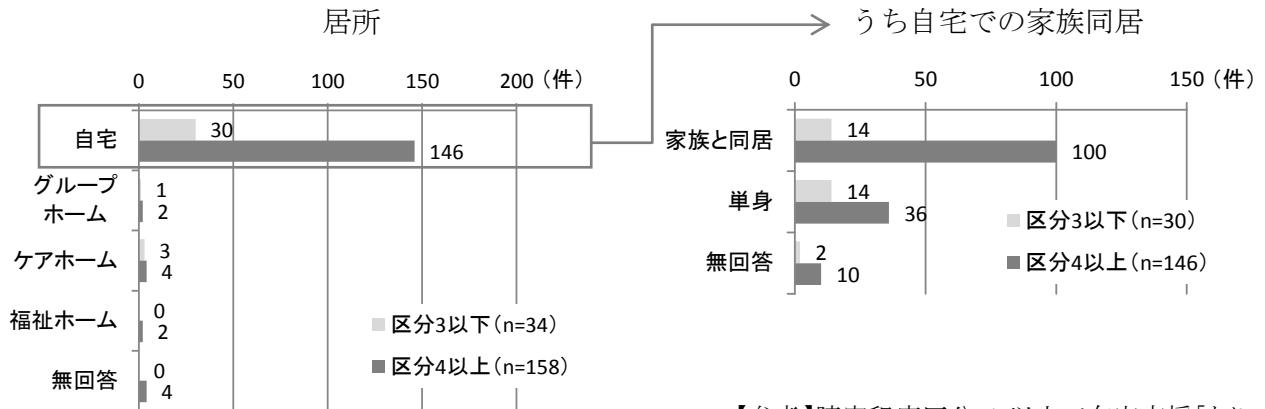 居所
0 50 100 150 200 (件)
自宅 30
146
グループ
ホーム
1
2
ケアホーム 3
4
福祉ホーム 0
2
無回答 0
4
区分3以下(n=34)
区分4以上(n=158)
うち自宅での家族同居
0 50 100 150 (件)
家族と同居 14
100
単身 14
36
無回答 2
10
区分3以下(n=30)
区分4以上(n=146)